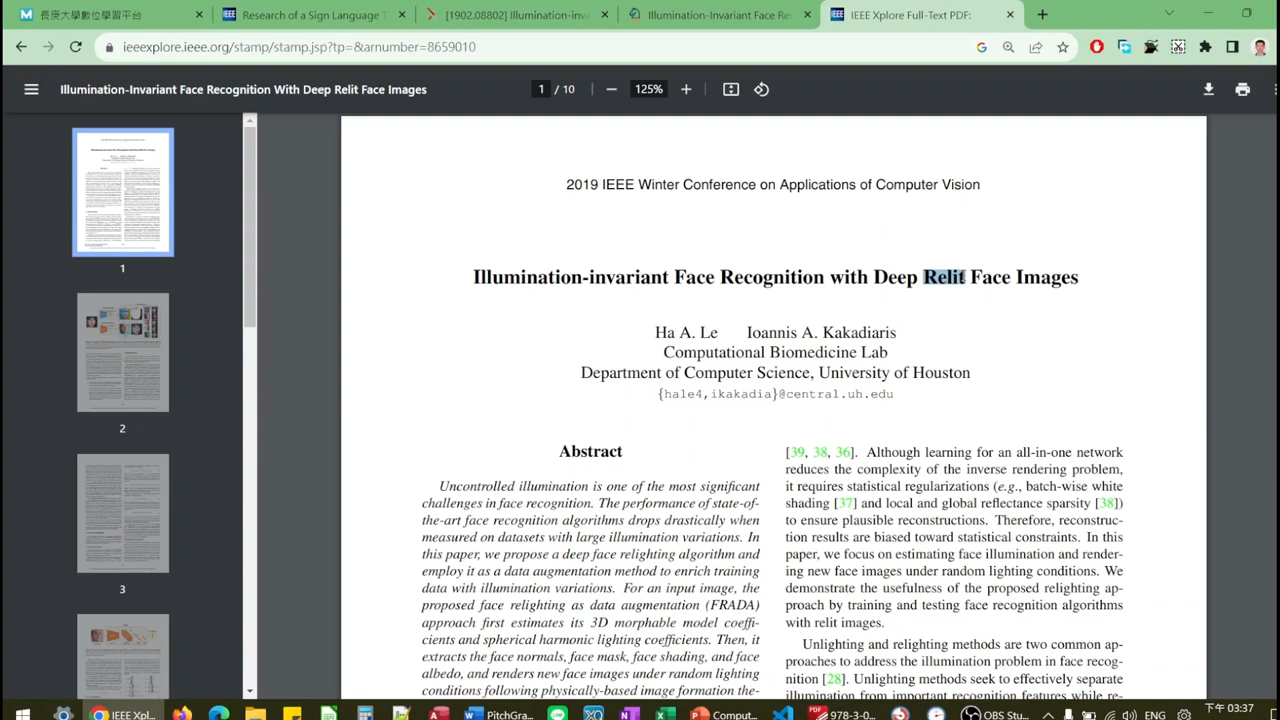 長庚大學數位學習平台
Research of a Sign Language T
[1902.08802] Illumination-inva
Illumination-Invariant Face Rec
IEEE Xplore Full-Text PDF:
ieeexplore.ieee.org/stamp/stamp.jsp?tp=&arnumber=8659010
Illumination-Invariant Face Recognition With Deep Relit Face Images
1 / 10
125%
1
2
3
2019 IEEE Winter Conference on Applications of Computer Vision
Illumination-invariant Face Recognition with Deep Relit Face Images
Ha A. Le Ioannis A. Kakadiaris
Computational Biomedicine Lab
Department of Computer Science, University of Houston
{hale4,ikakadia}@central.uh.edu
Abstract
Uncontrolled illumination is one of the most significant
challenges in face recognition. The performance of state-of-
the-art face recognition algorithms drops drastically when
measured on datasets with large illumination variations. In
this paper, we propose a deep face relighting algorithm and
employ it as a data augmentation method to enrich training
data with illumination variations. For an input image, the
proposed face relighting as data augmentation (FRADA)
approach first estimates its 3D morphable model coeffi-
cients and spherical harmonic lighting coefficients. Then, it
extracts the face normals, face mask, face shading, and face
albedo, and renders new face images under random lighting
conditions following physically-based image formation the-
[39, 38, 36]. Although learning for an all-in-one network
reduces the complexity of the inverse rendering problem,
it requires statistical regularizations (e.g., batch-wise white
shading [37] and local and global reflectance sparsity [38])
to ensure plausible reconstructions. Therefore, reconstruc-
tion results are biased toward statistical constraints. In this
paper, we focus on estimating face illumination and render-
ing new face images under random lighting conditions. We
demonstrate the usefulness of the proposed relighting ap-
proach by training and testing face recognition algorithms
with relit images.
Unlighting and relighting methods are two common ap-
proaches to address the illumination problem in face recog-
nition [28]. Unlighting methods seek to effectively separate
illumination from important recognition features while re-
IEEE Xpl...
PitchGra...
Comput...
978-3-0...
OBS Stu...
ENG
下午 03:37